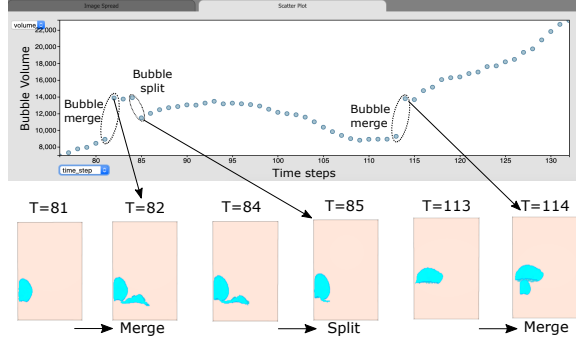 Image Spread
Scatter Plot
volume
22,000
20,000
18,000
16,000
14,000
12,000
10,000
8,000
Bubble Volume
Bubble
merge
Bubble
split
Bubble
merge
80 85 90 95 100 105 110 115 120 125 130
time_step
Time steps
T=81 T=82 T=84 T=85 T=113 T=114
Merge Split Merge